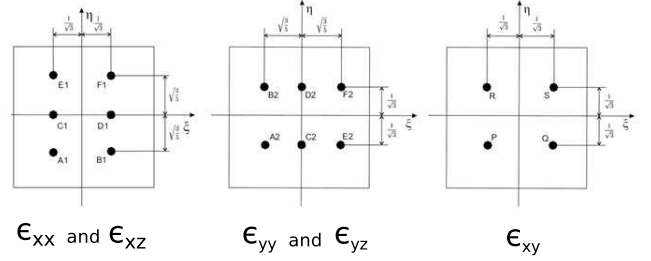 η η η
1/√3 1/√3 √3/5 √3/5 1/√3 1/√3
E1 F1 B2 D2 F2 R S
√3/5 1/√3 1/√3
C1 D1 ξ ξ ξ
√3/5 1/√3 1/√3
A1 B1 A2 C2 E2 P Q
ϵxx and ϵxz ϵyy and ϵyz ϵxy